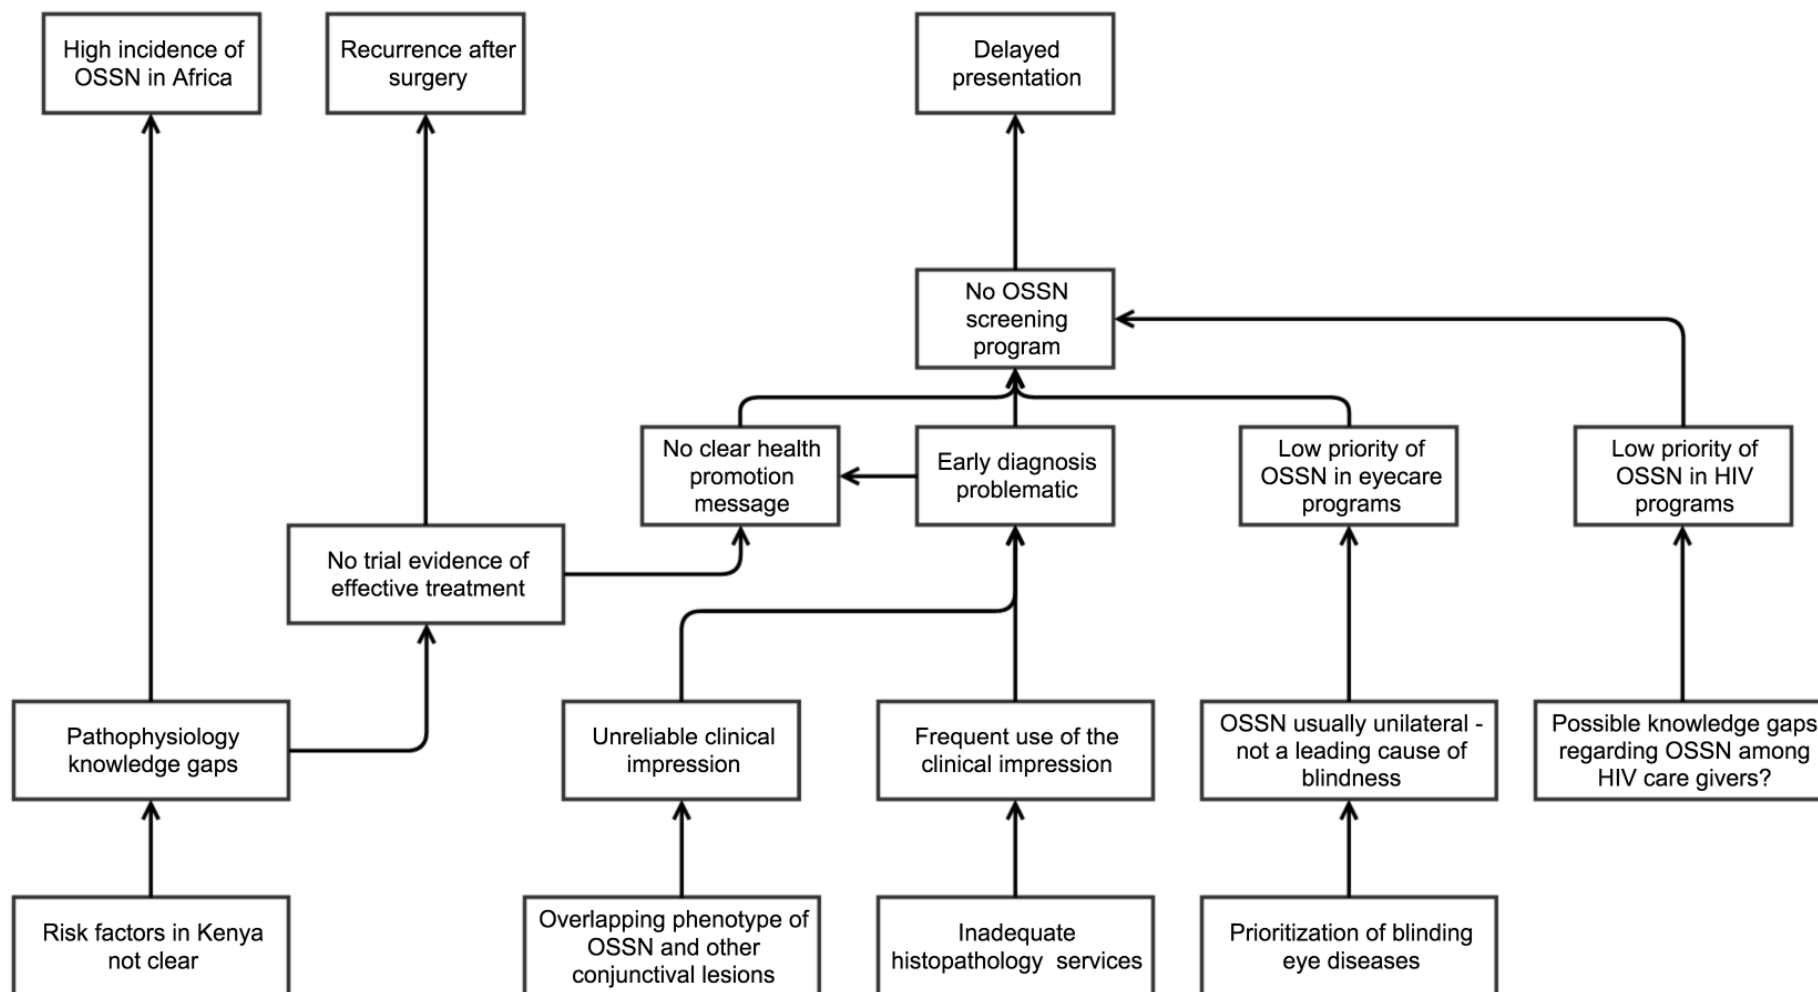 High incidence of
OSSN in Africa
Recurrence after
surgery
Delayed
presentation
No OSSN
screening
program
No clear health
promotion
message
Early diagnosis
problematic
Low priority of
OSSN in eyecare
programs
Low priority of
OSSN in HIV
programs
No trial evidence of
effective treatment
Pathophysiology
knowledge gaps
Unreliable clinical
impression
Frequent use of the
clinical impression
OSSN usually unilateral -
not a leading cause of
blindness
Possible knowledge gaps
regarding OSSN among
HIV care givers?
Risk factors in Kenya
not clear
Overlapping phenotype of
OSSN and other
conjunctival lesions
Inadequate
histopathology services
Prioritization of blinding
eye diseases